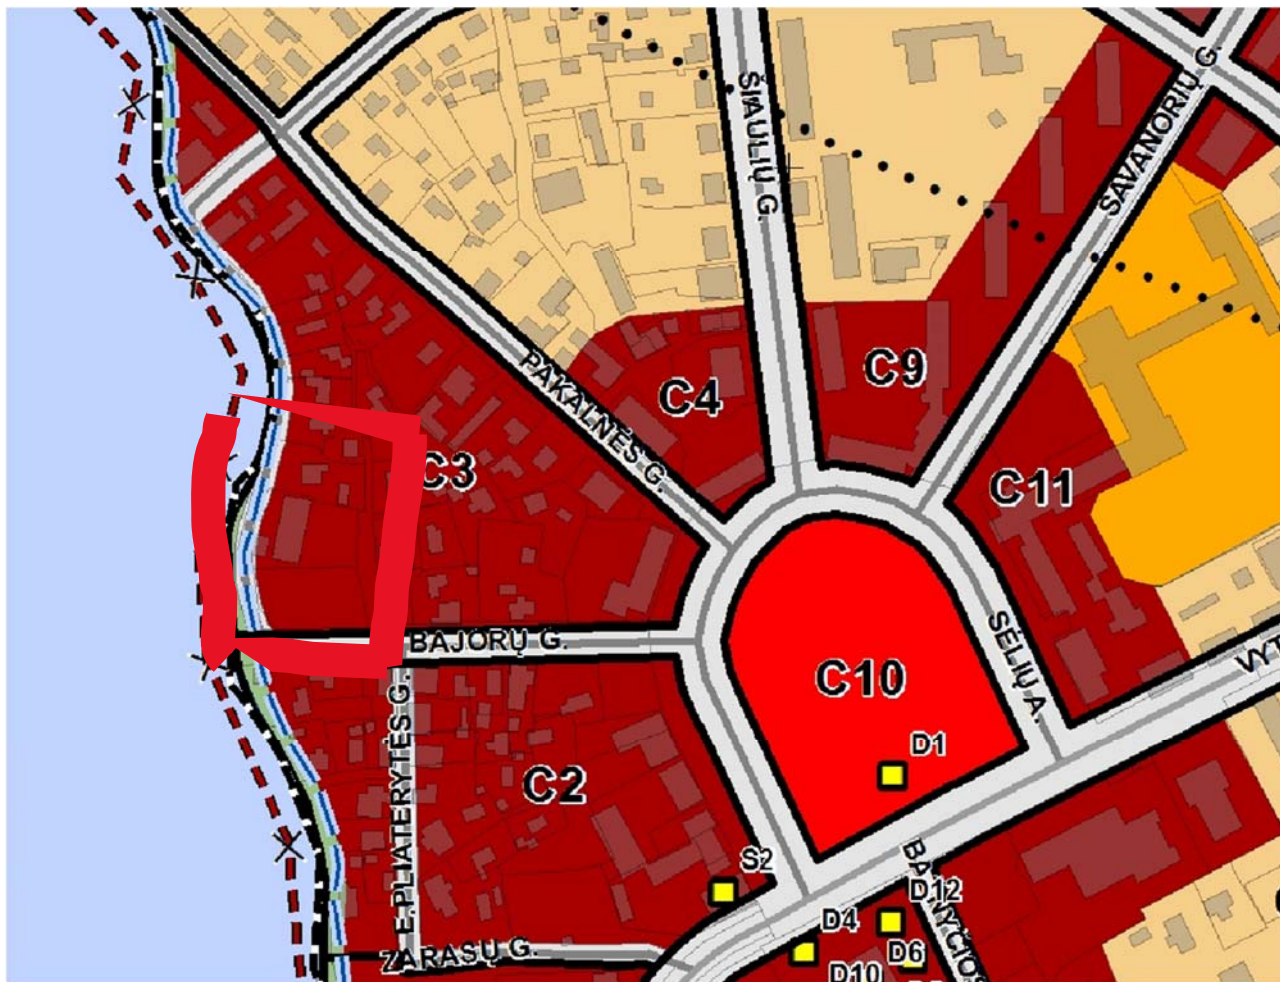 ŠIAULIŲ G.
SAVANORIŲ G.
PAKALNĖS G.
C4
C9
C3
C11
BAJORŲ G.
SĖLIŲ A.
C10
D1
C2
E.PLIATERYTĖS G.
S2
D12
D4
D6
D10
ZARASŲ G.